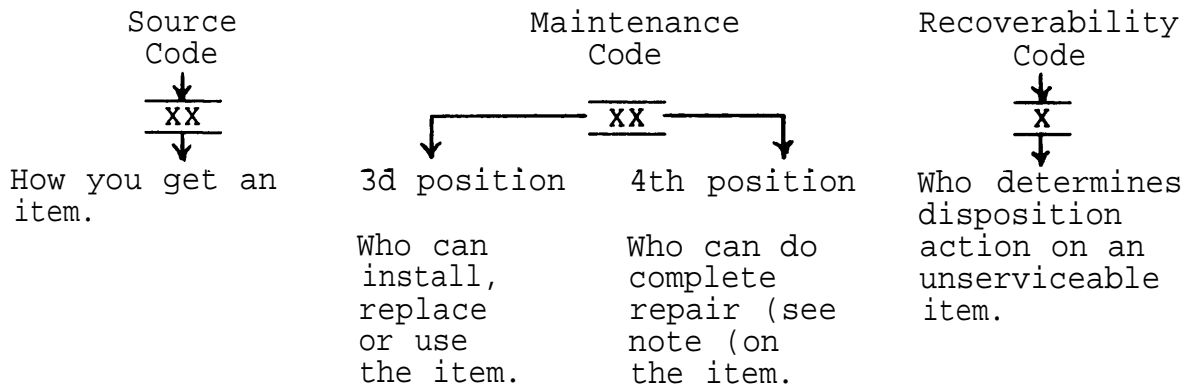 Source
Code
XX
How you get an
item.
Maintenance
Code
XX
3d position
Who can
install,
replace
or use
the item.
4th position
Who can do
complete
repair (see
note (on
the item.
Recoverability
Code
X
Who determines
disposition
action on an
unserviceable
item.